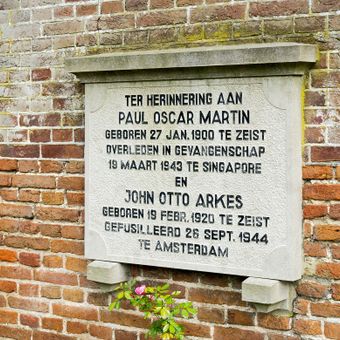 TER HERINNERING AAN
PAUL OSCAR MARTIN
GEBOREN 27 JAN. 1900 TE ZEIST
OVERLEDEN IN GEVANGENSCHAP
19 MAART 1943 TE SINGAPORE
EN
JOHN OTTO ARKES
GEBOREN 19 FEBR. 1920 TE ZEIST
GEFUSILLEERD 26 SEPT. 1944
TE AMSTERDAM